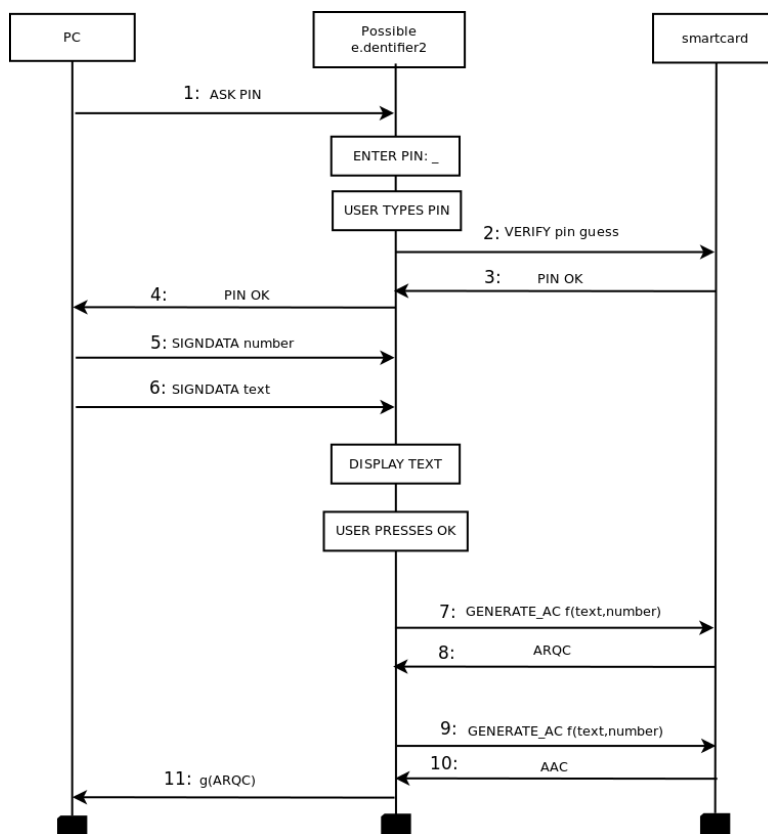 PC
Possible
e.dentifier2
smartcard
1: ASK PIN
ENTER PIN: _
USER TYPES PIN
2: VERIFY pin guess
3: PIN OK
4: PIN OK
5: SIGNDATA number
6: SIGNDATA text
DISPLAY TEXT
USER PRESSES OK
7: GENERATE_AC f(text,number)
8: ARQC
9: GENERATE_AC f(text,number)
10: AAC
11: g(ARQC)